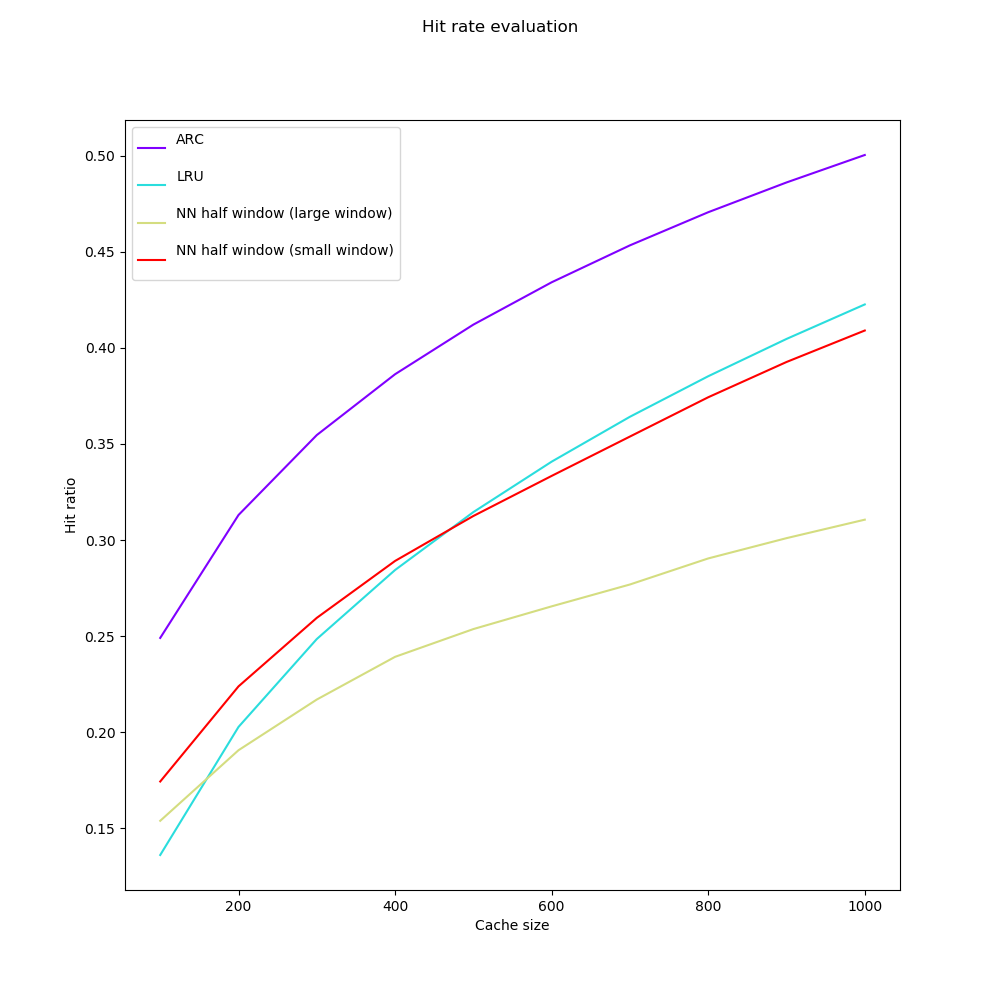 Hit rate evaluation
ARC
LRU
NN half window (large window)
NN half window (small window)
0.50
0.45
0.40
0.35
0.30
0.25
0.20
0.15
Hit ratio
200 400 600 800 1000
Cache size